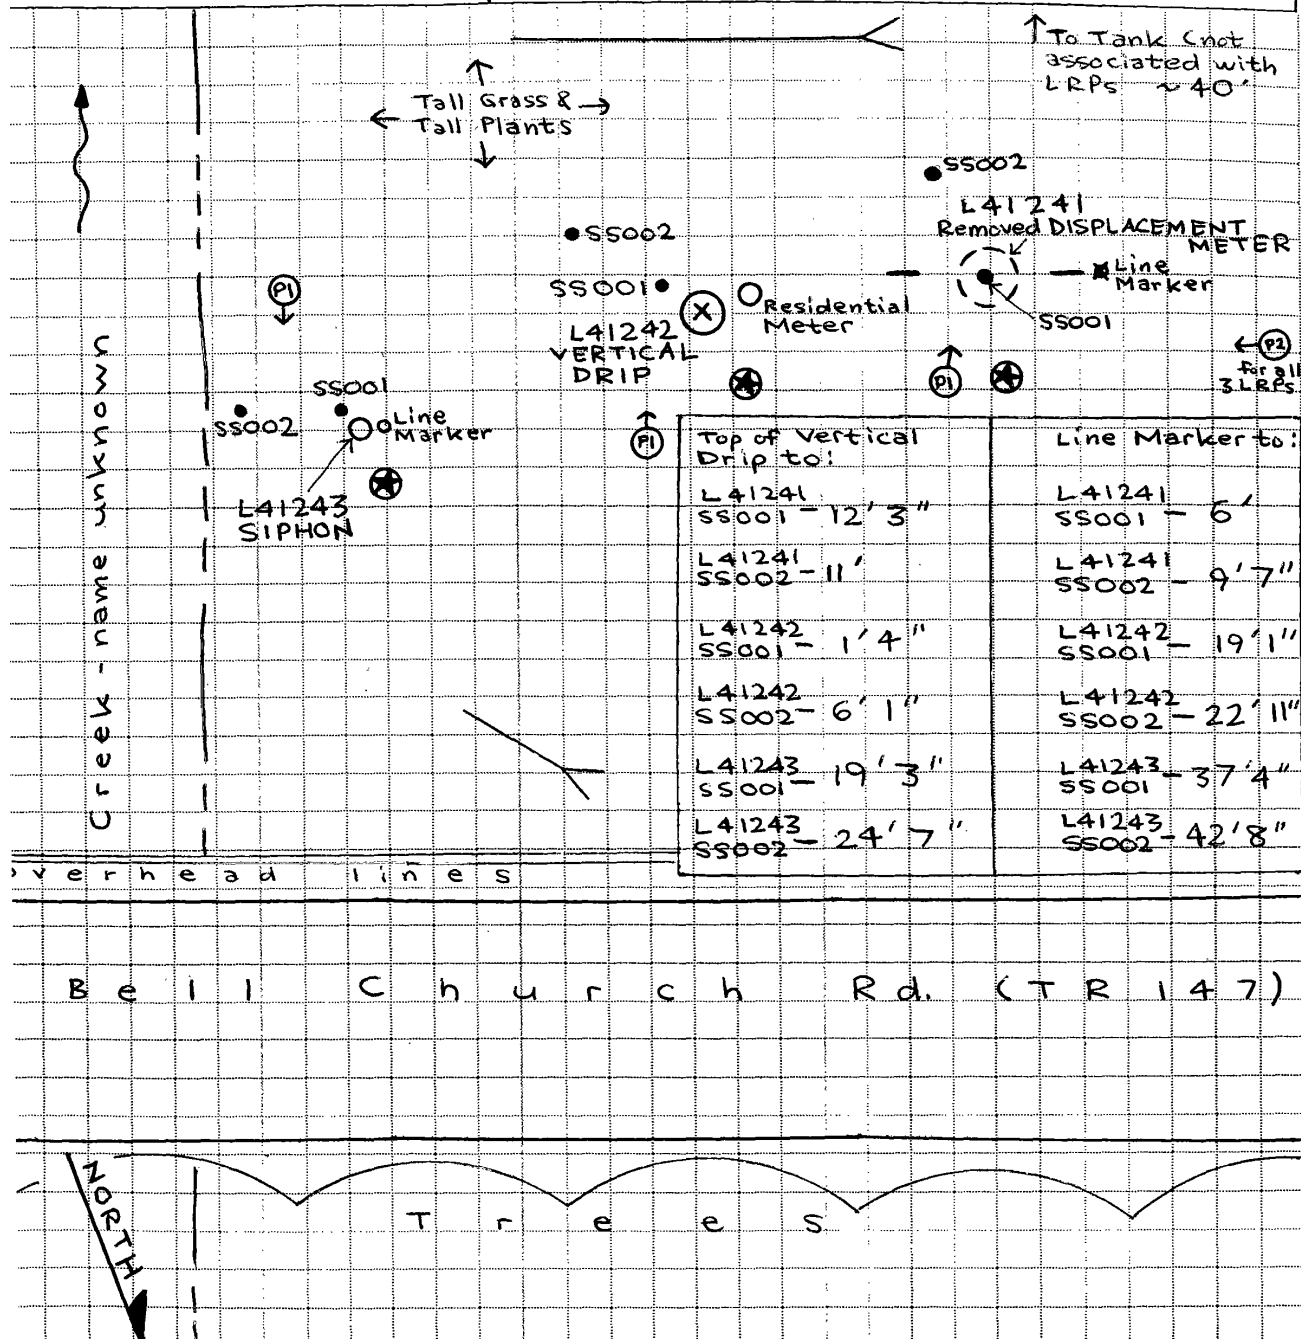 To Tank (not
associated with
LRPs ~ 40'
Tall Grass &
Tall Plants
SS002
L41241
Removed DISPLACEMENT
METER
Line
Marker
SS001
SS002
SS001
L41242
VERTICAL
DRIP
Residential
Meter
P1
P1
P2
for all
3 LRPs
SS001
SS002
Line
Marker
P1
L41243
SIPHON
Creek - name unknown
Top of Vertical
Drip to:
L41241
SS001 - 12' 3"
L41241
SS002 - 11'
L41242
SS001 - 1' 4"
L41242
SS002 - 6' 1"
L41243
SS001 - 19' 3"
L41243
SS002 - 24' 7"
Line Marker to:
L41241
SS001 - 6'
L41241
SS002 - 9' 7"
L41242
SS001 - 19' 1"
L41242
SS002 - 22' 11"
L41243
SS001 - 37' 4"
L41243
SS002 - 42' 8"
verhead lines
Beil Church Rd. (TR 147)
NORTH
Trees